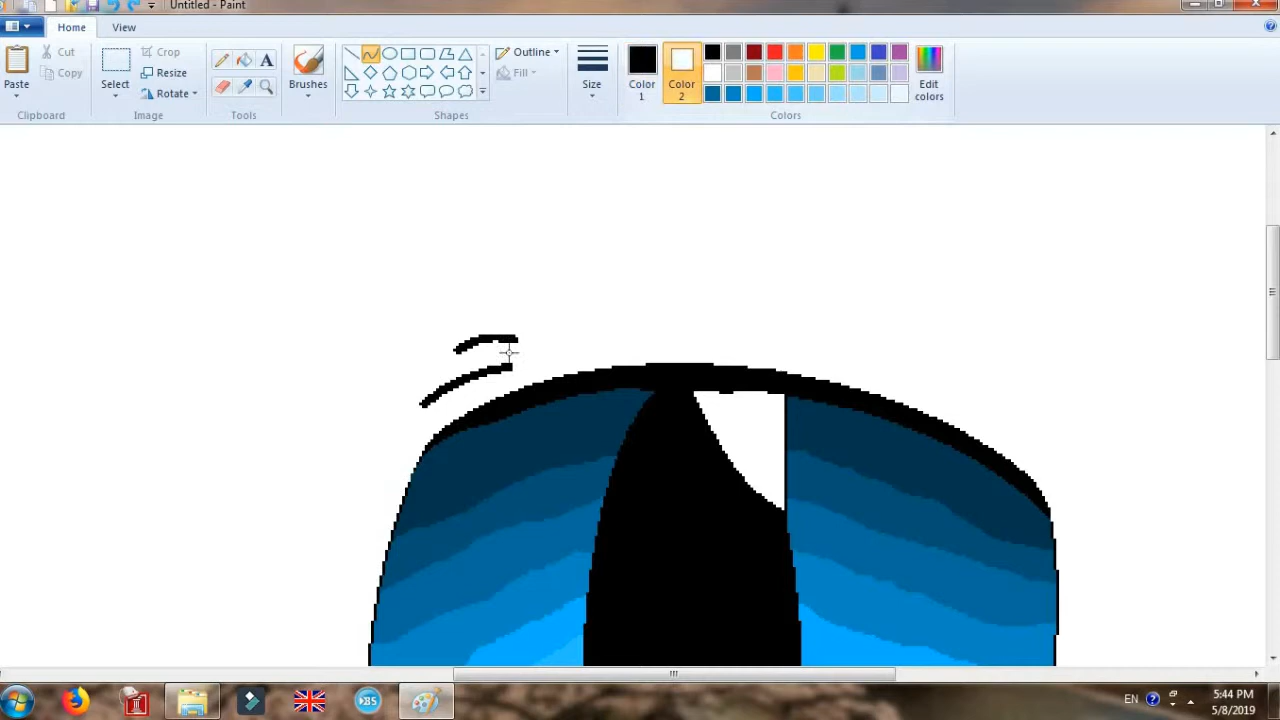 Untitled - Paint
Home View
Paste
Cut
Copy
Clipboard
Select
Crop
Resize
Rotate
Image
A
Tools
Brushes
Outline
Fill
Shapes
Size
Color 1
Color 2
Edit colors
Colors
EN
5:44 PM
5/8/2019